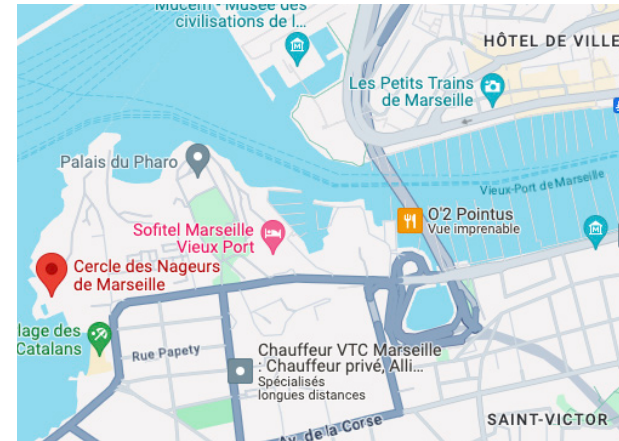 Mucem - Musée des
civilisations de l...
HÔTEL DE VILLE
Les Petits Trains
de Marseille
Palais du Pharo
Vieux-Port de Marseille
O'2 Pointus
Vue imprenable
Sofitel Marseille
Vieux Port
Cercle des Nageurs
de Marseille
lage des
Catalans
Rue Papety
Chauffeur VTC Marseille
: Chauffeur privé, Alli...
Spécialisés
longues distances
Av. de la Corse
SAINT-VICTOR